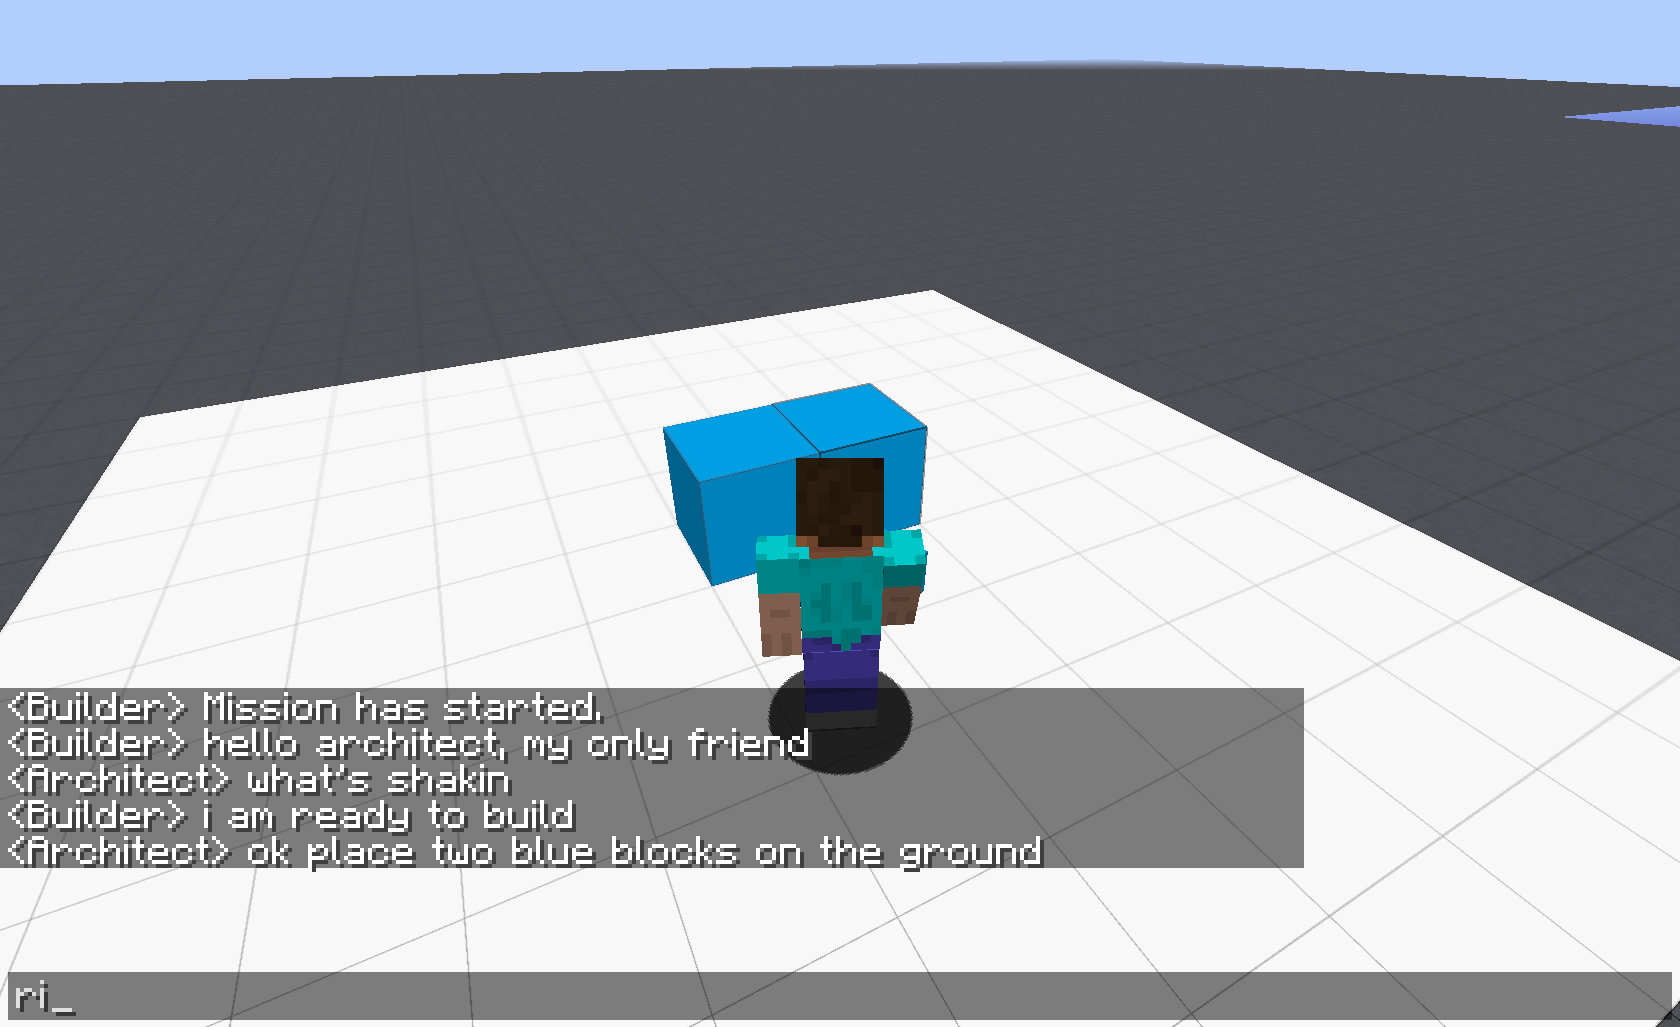 <Builder> Mission has started.
<Builder> hello architect, my only friend
<Architect> what's shakin
<Builder> i am ready to build
<Architect> ok place two blue blocks on the ground
ri_